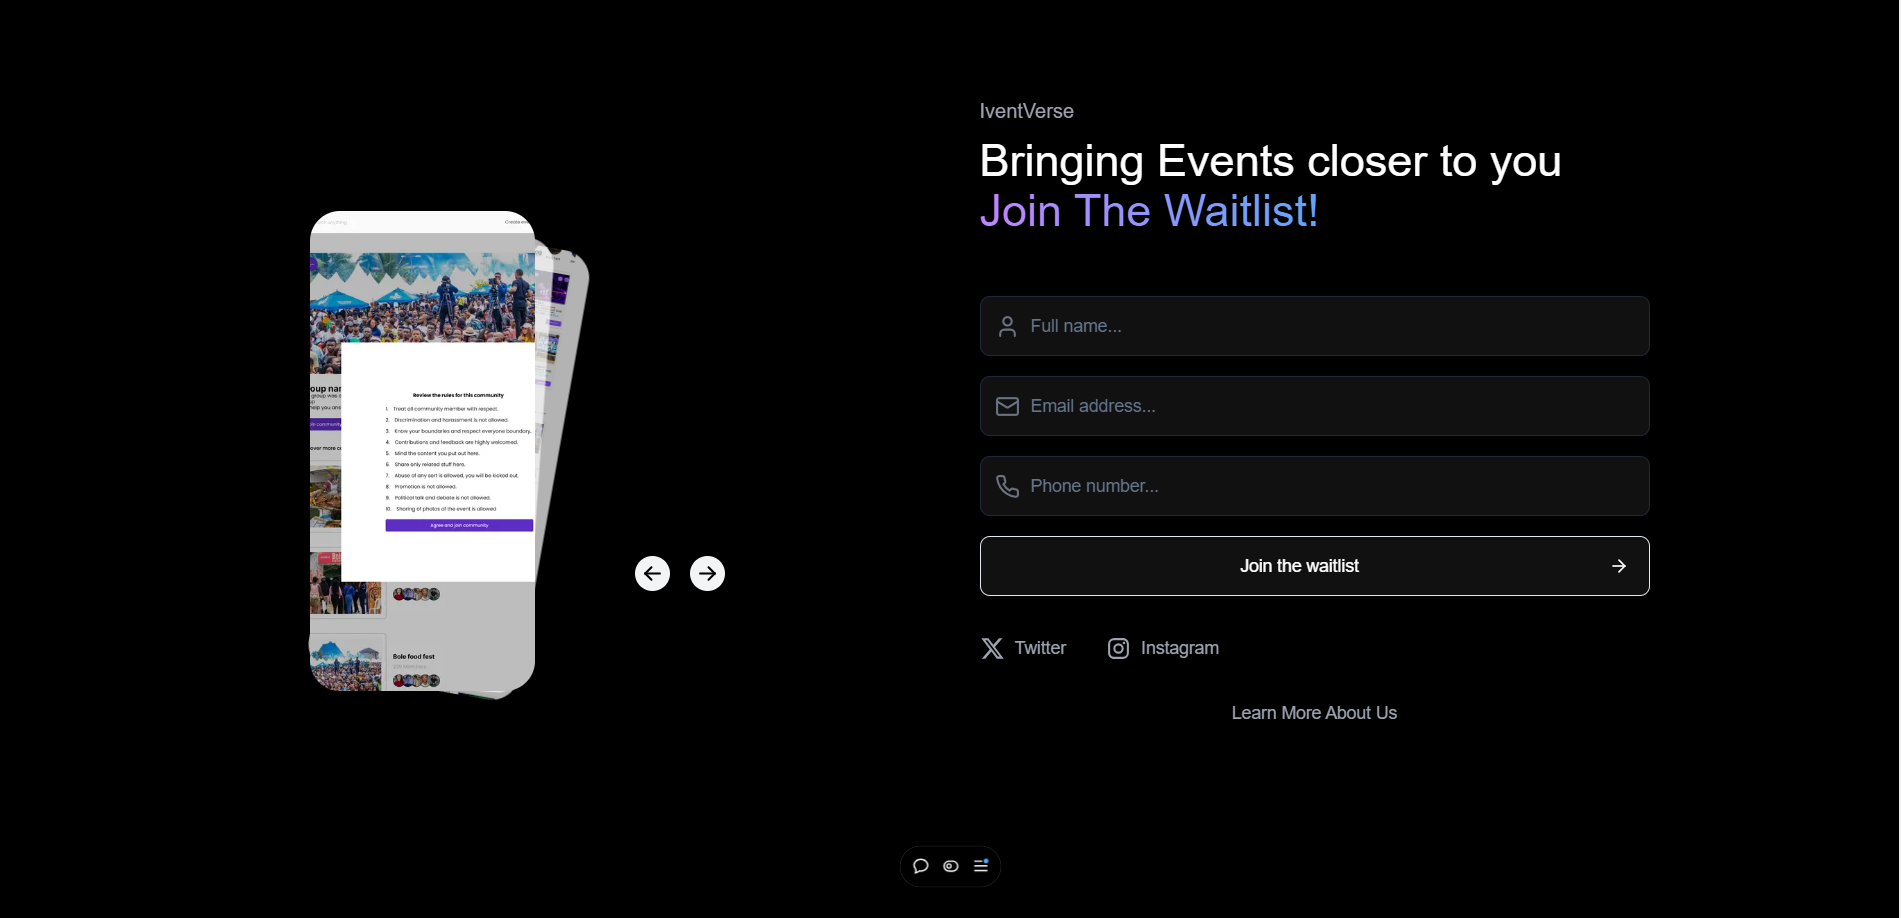 IventVerse
Bringing Events closer to you
Join The Waitlist!
Full name...
Email address...
Phone number...
Join the waitlist
Twitter
Instagram
Learn More About Us
Review the rules for this community
1. Treat all community member with respect.
2. Discrimination and harassment is not allowed.
3. Know your boundaries and respect everyone boundary.
4. Contributions and feedback are highly welcomed.
5. Mind the content you put out here.
6. Share only related stuff here.
7. Abuse of any sort is allowed, you will be kicked out.
8. Promotion is not allowed.
9. Political talk and debate is not allowed.
10. Sharing of photos of the event is allowed
Agree and join community
Bole food fest